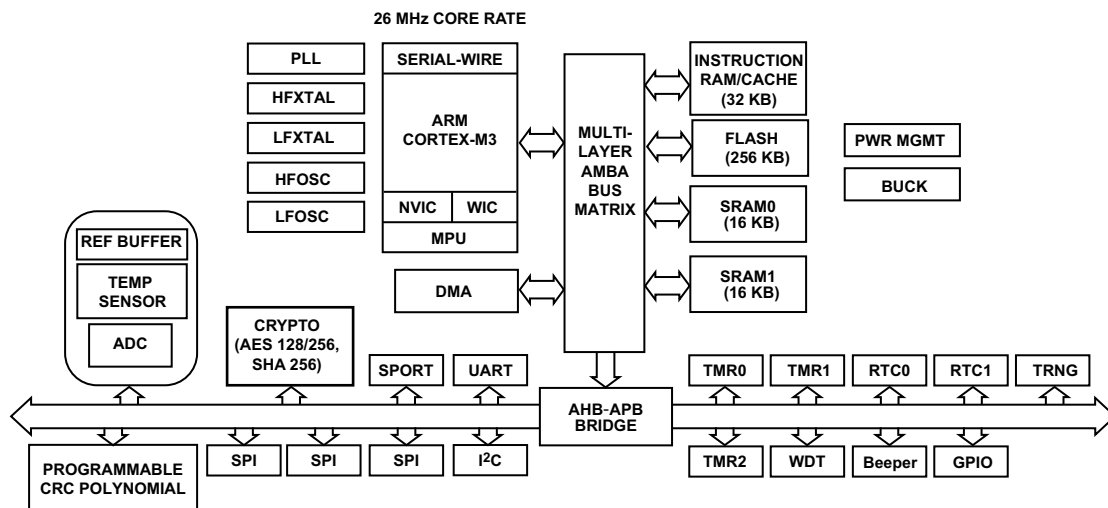 26 MHz CORE RATE
PLL
HFXTAL
LFXTAL
HFOSC
LFOSC
SERIAL-WIRE
ARM
CORTEX-M3
NVIC
WIC
MPU
DMA
MULTI-
LAYER
AMBA
BUS
MATRIX
INSTRUCTION
RAM/CACHE
(32 KB)
FLASH
(256 KB)
SRAM0
(16 KB)
SRAM1
(16 KB)
PWR MGMT
BUCK
REF BUFFER
TEMP
SENSOR
ADC
CRYPTO
(AES 128/256,
SHA 256)
SPORT
UART
TMR0
TMR1
RTC0
RTC1
TRNG
AHB-APB
BRIDGE
PROGRAMMABLE
CRC POLYNOMIAL
SPI
SPI
SPI
I²C
TMR2
WDT
Beeper
GPIO